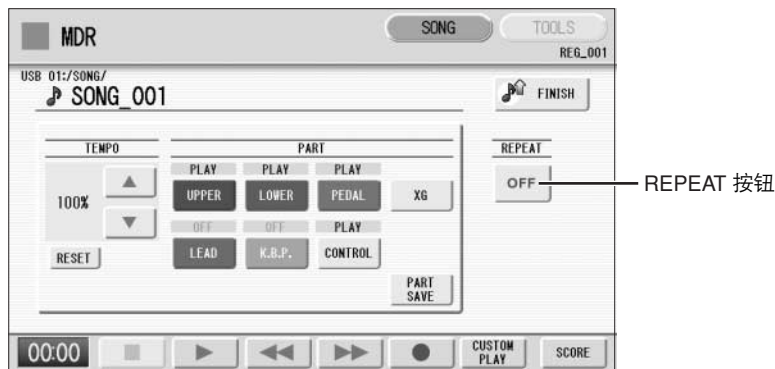 MDR
SONG
TOOLS
REG_001
USB 01:/SONG/
SONG_001
FINISH
TEMPO
PART
REPEAT
PLAY PLAY PLAY
100%
UPPER LOWER PEDAL XG
OFF
REPEAT 按钮
OFF OFF PLAY
RESET
LEAD K.B.P. CONTROL
PART
SAVE
00:00
CUSTOM
PLAY
SCORE